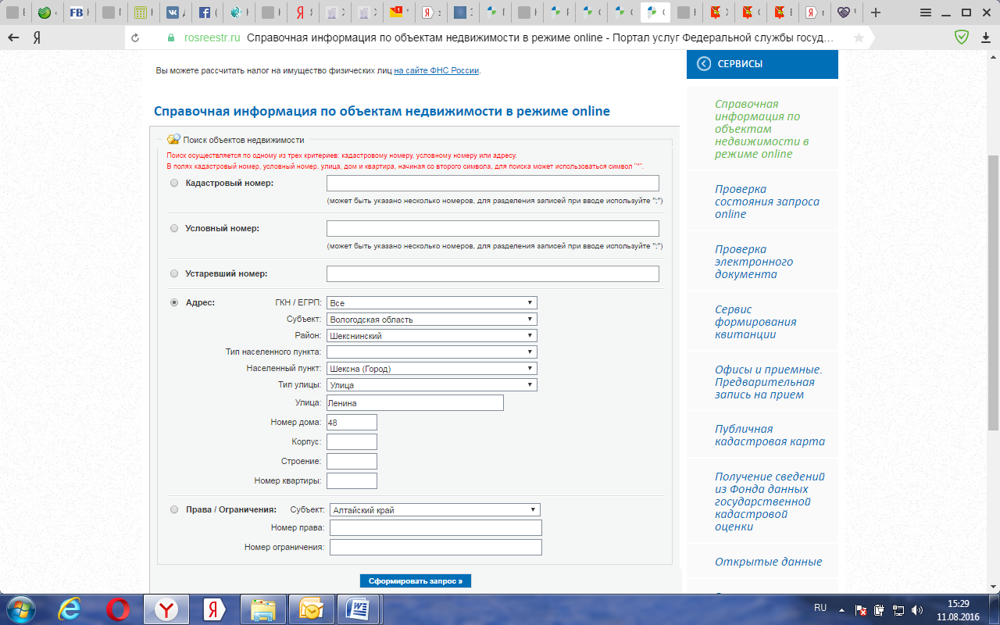 rosreestr.ru Справочная информация по объектам недвижимости в режиме online - Портал услуг Федеральной службы госуд...
Вы можете рассчитать налог на имущество физических лиц на сайте ФНС России.
Справочная информация по объектам недвижимости в режиме online
Поиск объектов недвижимости
Поиск осуществляется по одному из трех критериев: кадастровому номеру, условному номеру или адресу.
В полях кадастровый номер, условный номер, улица, дом и квартира, начиная со второго символа, для поиска может использоваться символ "*".
Кадастровый номер:
(может быть указано несколько номеров, для разделения записей при вводе используйте ";")
Условный номер:
(может быть указано несколько номеров, для разделения записей при вводе используйте ";")
Устаревший номер:
Адрес: ГКН / ЕГРП: Все
Субъект: Вологодская область
Район: Шекснинский
Тип населенного пункта:
Населенный пункт: Шексна (Город)
Тип улицы: Улица
Улица: Ленина
Номер дома: 48
Корпус:
Строение:
Номер квартиры:
Права / Ограничения: Субъект: Алтайский край
Номер права:
Номер ограничения:
Сформировать запрос »
СЕРВИСЫ
Справочная
информация по
объектам
недвижимости в
режиме online
Проверка
состояния запроса
online
Проверка
электронного
документа
Сервис
формирования
квитанции
Офисы и приемные.
Предварительная
запись на прием
Публичная
кадастровая карта
Получение сведений
из Фонда данных
государственной
кадастровой
оценки
Открытые данные
RU
15:29
11.08.2016